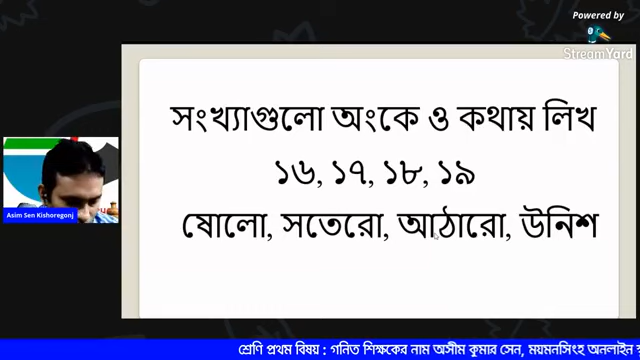 Powered by
StreamYard
সংখ্যাগুলো অংকে ও কথায় লিখ
১৬, ১৭, ১৮, ১৯
ষোলো, সতেরো, আঠারো, উনিশ
Asim Sen Kishoregonj
শ্রেণি প্রথম বিষয় : গনিত শিক্ষকের নাম অসীম কুমার সেন, ময়মনসিংহ অনলাইন